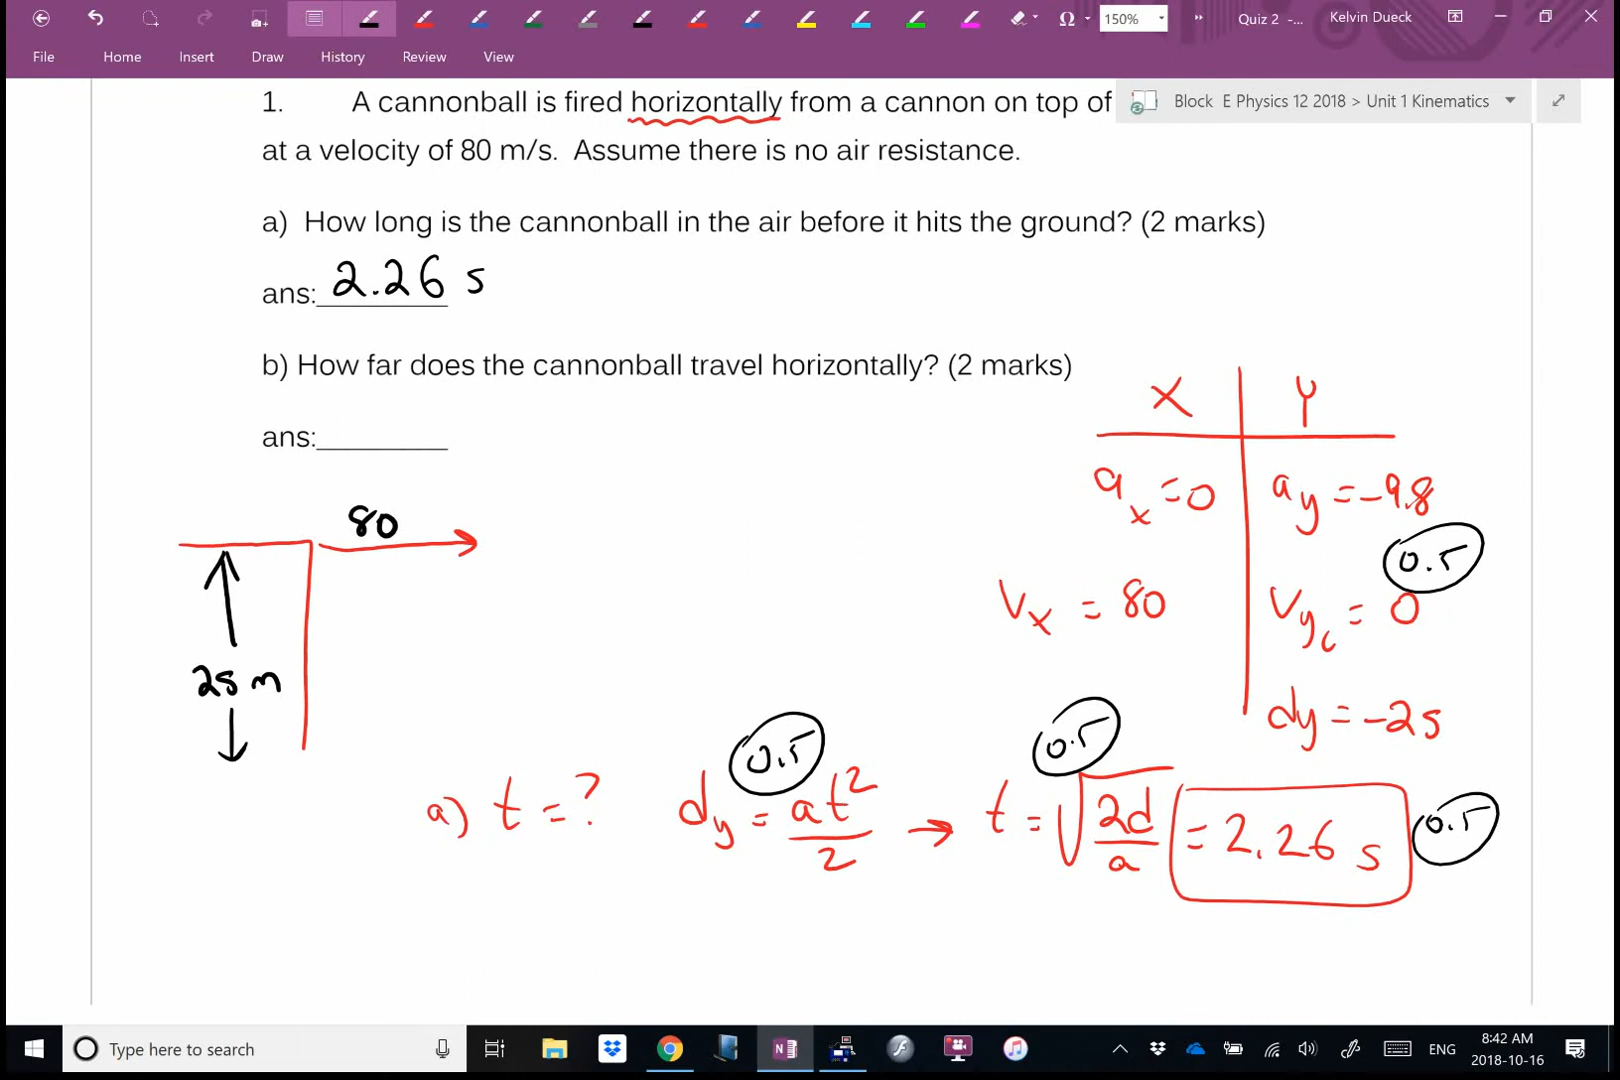 150%
Quiz 2 -...
Kelvin Dueck
File Home Insert Draw History Review View
1. A cannonball is fired horizontally from a cannon on top of
Block E Physics 12 2018 > Unit 1 Kinematics
at a velocity of 80 m/s. Assume there is no air resistance.
a) How long is the cannonball in the air before it hits the ground? (2 marks)
ans: 2.26 s
b) How far does the cannonball travel horizontally? (2 marks)
ans:
X Y
ax = 0 ay = -9.8
80
0.5
Vx = 80 Vyi = 0
25 m
dy = -25
0.5 0.5
a) t = ? dy = at²/2 → t = √2d/a = 2.26 s 0.5
Type here to search
ENG
8:42 AM
2018-10-16